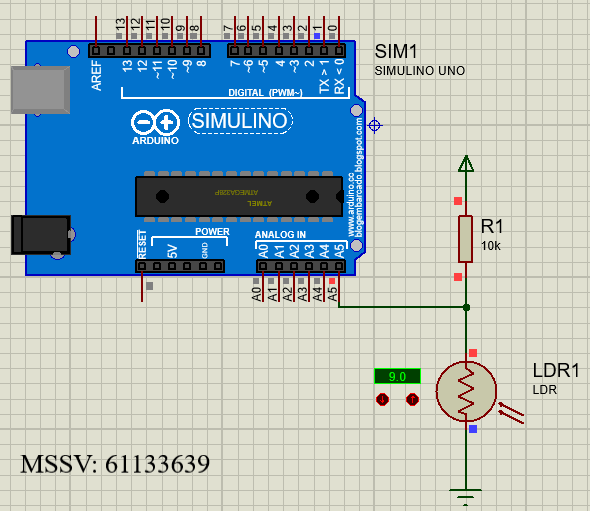 13 12 11 10 9 8 7 6 5 4 3 2 1 0
SIM1
SIMULINO UNO
AREF
13 12 ~11 ~10 ~9 8 7 ~6 ~5 4 ~3 2 TX > 1 RX < 0
DIGITAL (PWM~)
SIMULINO
ARDUINO
www.arduino.cc
blogembarcado.blogspot.com
ATMEGA328P
ATMEL
RESET
5V
GND
POWER
ANALOG IN
A0 A1 A2 A3 A4 A5
A0 A1 A2 A3 A4 A5
R1
10k
9.0
LDR1
LDR
MSSV: 61133639